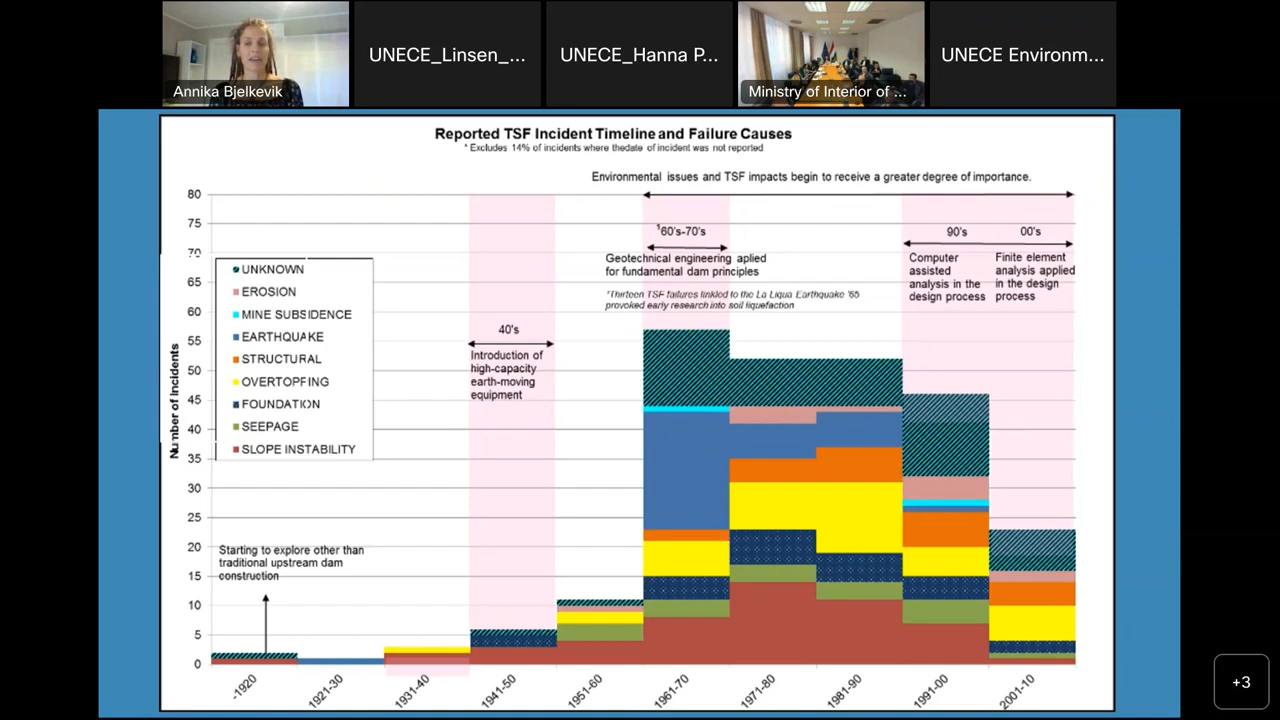 Annika Bjelkevik
UNECE_Linsen_...
UNECE_Hanna P...
Ministry of Interior of ...
UNECE Environm...
Reported TSF Incident Timeline and Failure Causes
* Excludes 14% of incidents where thedate of incident was not reported
Environmental issues and TSF impacts begin to receive a greater degree of importance.
80
75
70
65
60
55
50
45
40
35
30
25
20
15
10
5
0
Number of Incidents
UNKNOWN
EROSION
MINE SUBSIDENCE
EARTHQUAKE
STRUCTURAL
OVERTOPPING
FOUNDATION
SEEPAGE
SLOPE INSTABILITY
Starting to explore other than
traditional upstream dam
construction
40's
Introduction of
high-capacity
earth-moving
equipment
¹60's-70's
Geotechnical engineering aplied
for fundamental dam principles
¹Thirteen TSF failures linkled to the La Liqua Earthquake '65
provoked early research into soil liquefaction
90's
Computer
assisted
analysis in the
design process
00's
Finite element
analysis applied
in the design
process
-1920
1921-30
1931-40
1941-50
1951-60
1961-70
1971-80
1981-90
1991-00
2001-10
+3